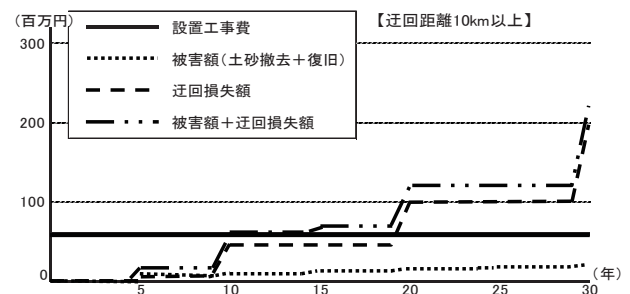 （百万円）
【迂回距離10km以上】
300
200
100
0
設置工事費
被害額（土砂撤去＋復旧）
迂回損失額
被害額＋迂回損失額
5 10 15 20 25 30
（年）